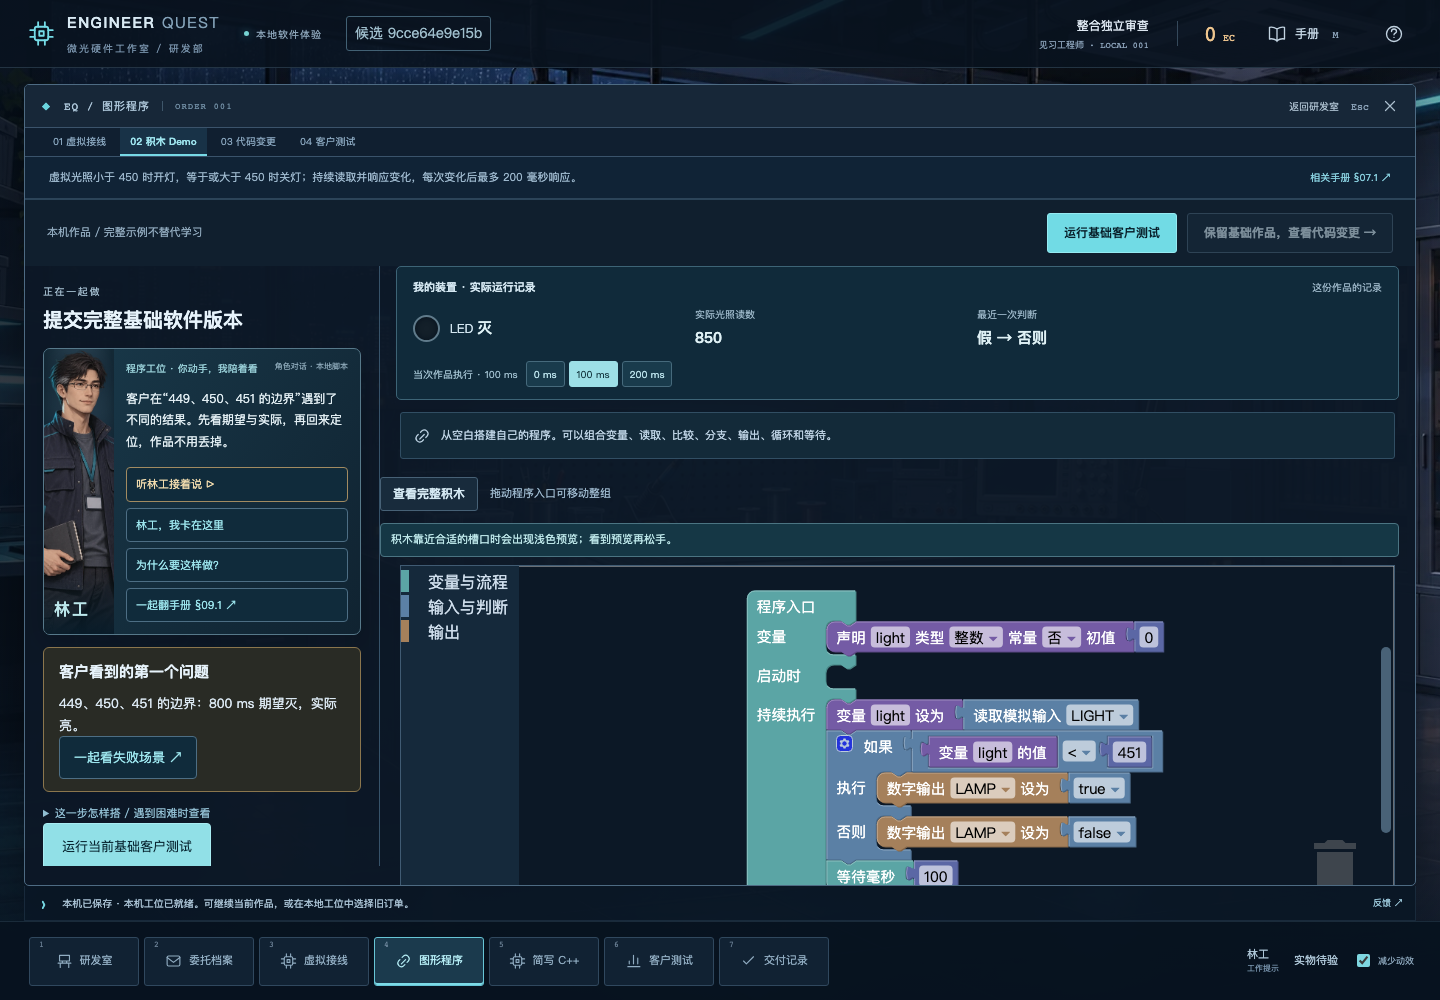 ENGINEER QUEST
微光硬件工作室 / 研发部
本地软件体验
候选 9cce64e9e15b
整合独立审查
见习工程师 · LOCAL 001
0 EC
手册 M
EQ / 图形程序
ORDER 001
返回研发室 Esc
01 虚拟接线
02 积木 Demo
03 代码变更
04 客户测试
虚拟光照小于 450 时开灯，等于或大于 450 时关灯；持续读取并响应变化，每次变化后最多 200 毫秒响应。
相关手册 §07.1 ↗
本机作品 / 完整示例不替代学习
运行基础客户测试
保留基础作品，查看代码变更 →
正在一起做
提交完整基础软件版本
程序工位 · 你动手，我陪着看
角色对话 · 本地脚本
客户在“449、450、451 的边界”遇到了
不同的结果。先看期望与实际，再回来定
位，作品不用丢掉。
听林工接着说 ▷
林工，我卡在这里
为什么要这样做？
一起翻手册 §09.1 ↗
林工
客户看到的第一个问题
449、450、451 的边界：800 ms 期望灭，实际
亮。
一起看失败场景 ↗
▶ 这一步怎样搭 / 遇到困难时查看
运行当前基础客户测试
我的装置 · 实际运行记录
这份作品的记录
LED 灭
实际光照读数
850
最近一次判断
假 → 否则
当次作品执行 · 100 ms
0 ms
100 ms
200 ms
从空白搭建自己的程序。可以组合变量、读取、比较、分支、输出、循环和等待。
查看完整积木
拖动程序入口可移动整组
积木靠近合适的槽口时会出现浅色预览；看到预览再松手。
变量与流程
输入与判断
输出
程序入口
变量 声明 light 类型 整数 常量 否 初值 0
启动时
持续执行 变量 light 设为 读取模拟输入 LIGHT
如果 变量 light 的值 < 451
执行 数字输出 LAMP 设为 true
否则 数字输出 LAMP 设为 false
等待毫秒 100
本机已保存 · 本机工位已就绪。可继续当前作品，或在本地工位中选择旧订单。
反馈 ↗
1 研发室
2 委托档案
3 虚拟接线
4 图形程序
5 简写 C++
6 客户测试
7 交付记录
林工
工作提示
实物待验
减少动效